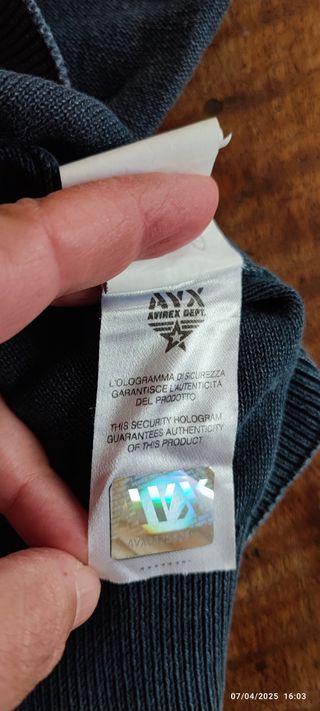 AVX
AVIREX DEPT.
L'OLOGRAMMA DI SICUREZZA
GARANTISCE L'AUTENTICITÀ
DEL PRODOTTO
THIS SECURITY HOLOGRAM
GUARANTEES AUTHENTICITY
OF THIS PRODUCT
07/04/2025 16:03